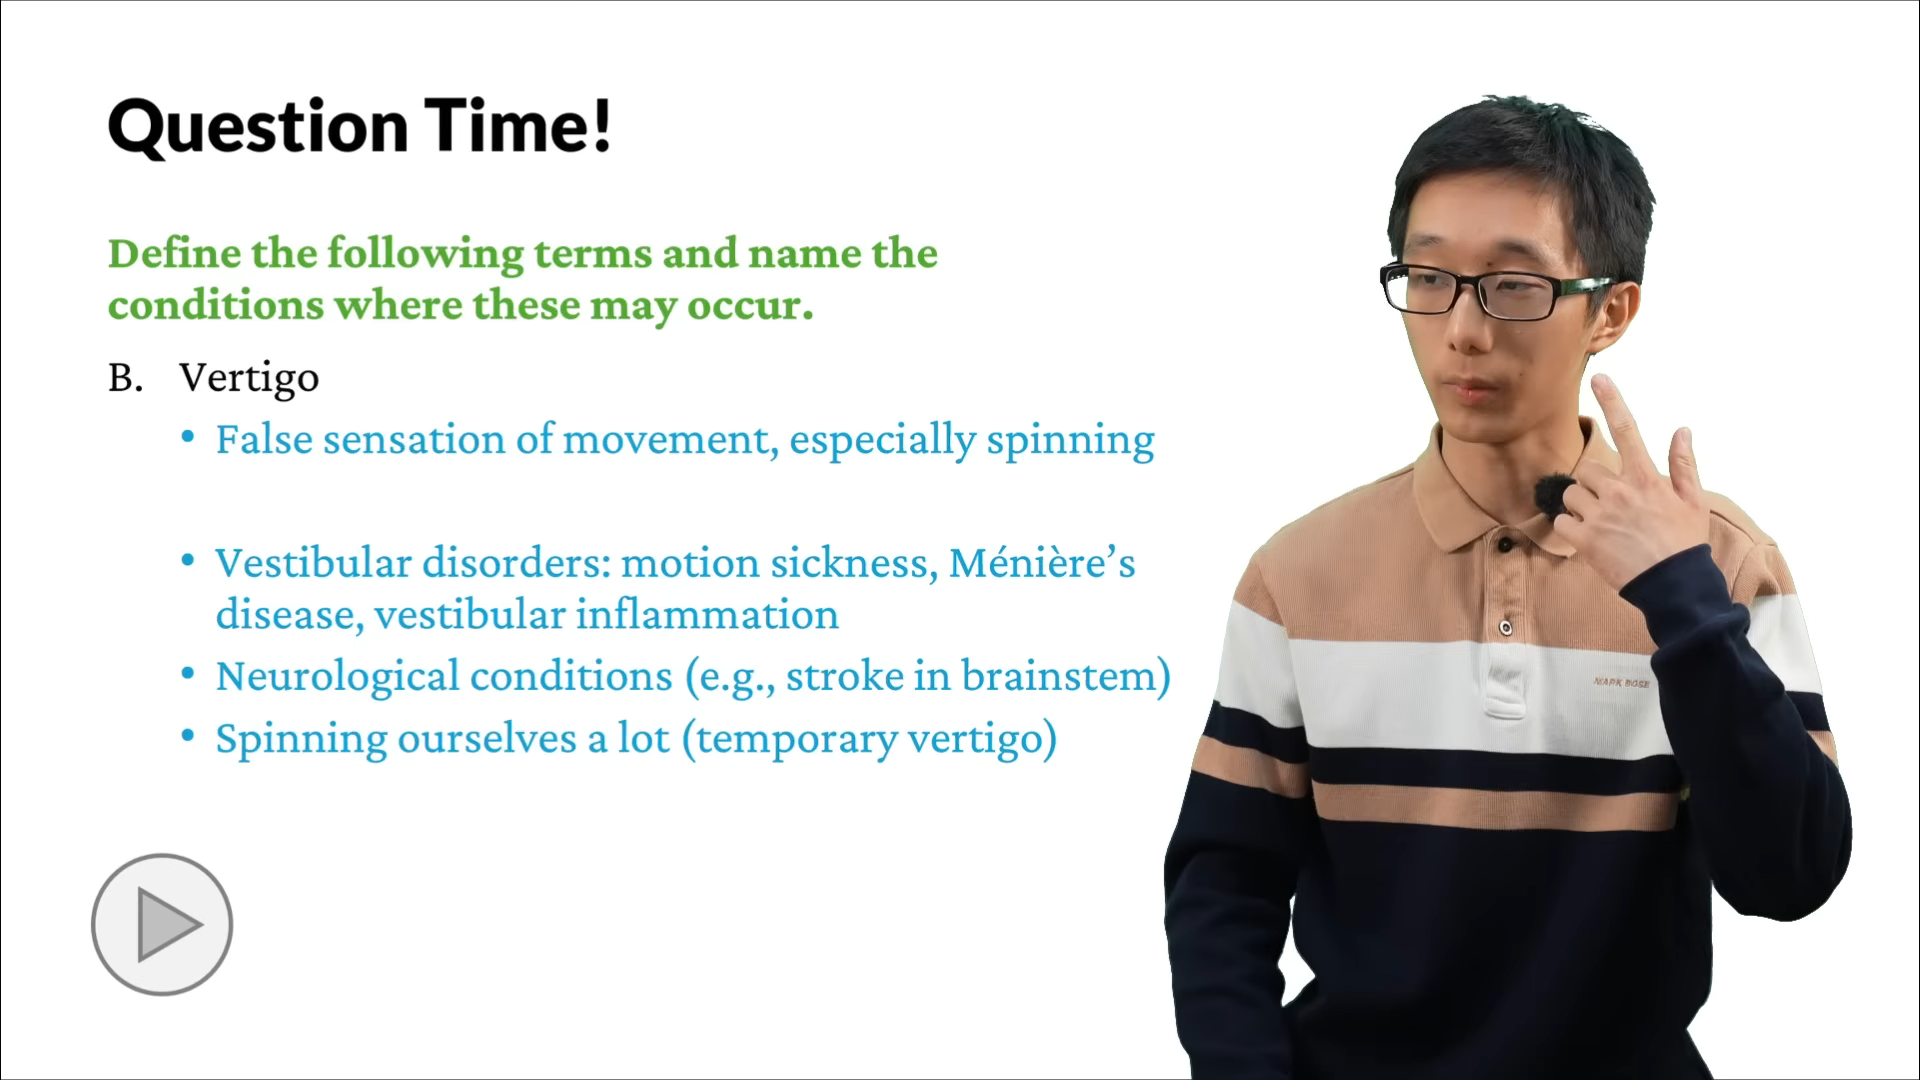 Question Time!
Define the following terms and name the
conditions where these may occur.
B. Vertigo
• False sensation of movement, especially spinning
• Vestibular disorders: motion sickness, Ménière’s
disease, vestibular inflammation
• Neurological conditions (e.g., stroke in brainstem)
• Spinning ourselves a lot (temporary vertigo)